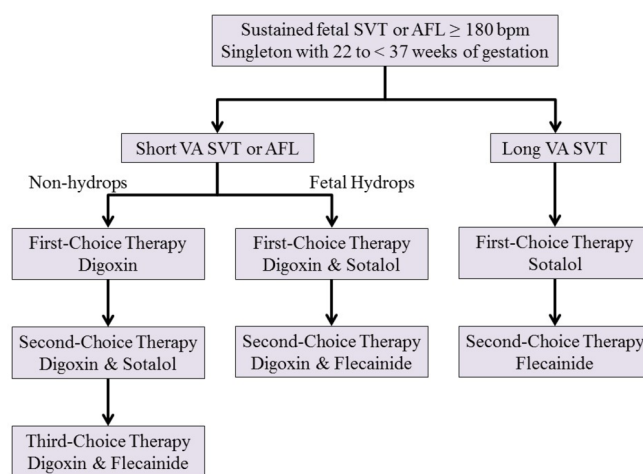 Sustained fetal SVT or AFL ≥ 180 bpm
Singleton with 22 to < 37 weeks of gestation
Short VA SVT or AFL
Long VA SVT
Non-hydrops
Fetal Hydrops
First-Choice Therapy
Digoxin
First-Choice Therapy
Digoxin & Sotalol
First-Choice Therapy
Sotalol
Second-Choice Therapy
Digoxin & Sotalol
Second-Choice Therapy
Digoxin & Flecainide
Second-Choice Therapy
Flecainide
Third-Choice Therapy
Digoxin & Flecainide